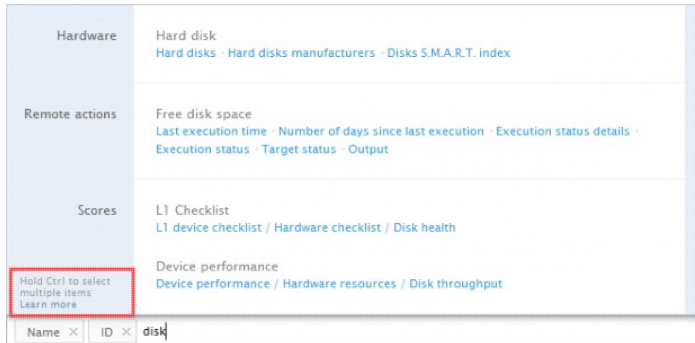 Hardware
Hard disk
Hard disks · Hard disks manufacturers · Disks S.M.A.R.T. index
Remote actions
Free disk space
Last execution time · Number of days since last execution · Execution status details ·
Execution status · Target status · Output
Scores
L1 Checklist
L1 device checklist / Hardware checklist / Disk health
Device performance
Device performance / Hardware resources / Disk throughput
Hold Ctrl to select
multiple items
Learn more
Name × ID × disk